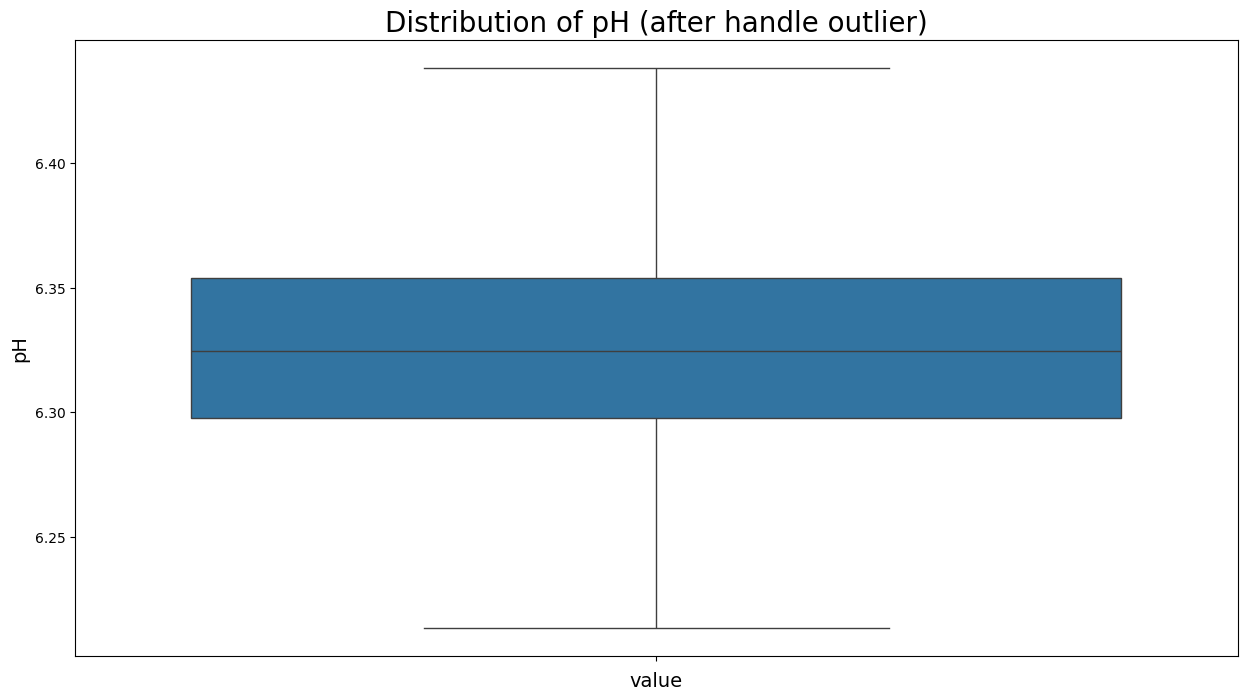 Distribution of pH (after handle outlier)
6.40
6.35
pH
6.30
6.25
value